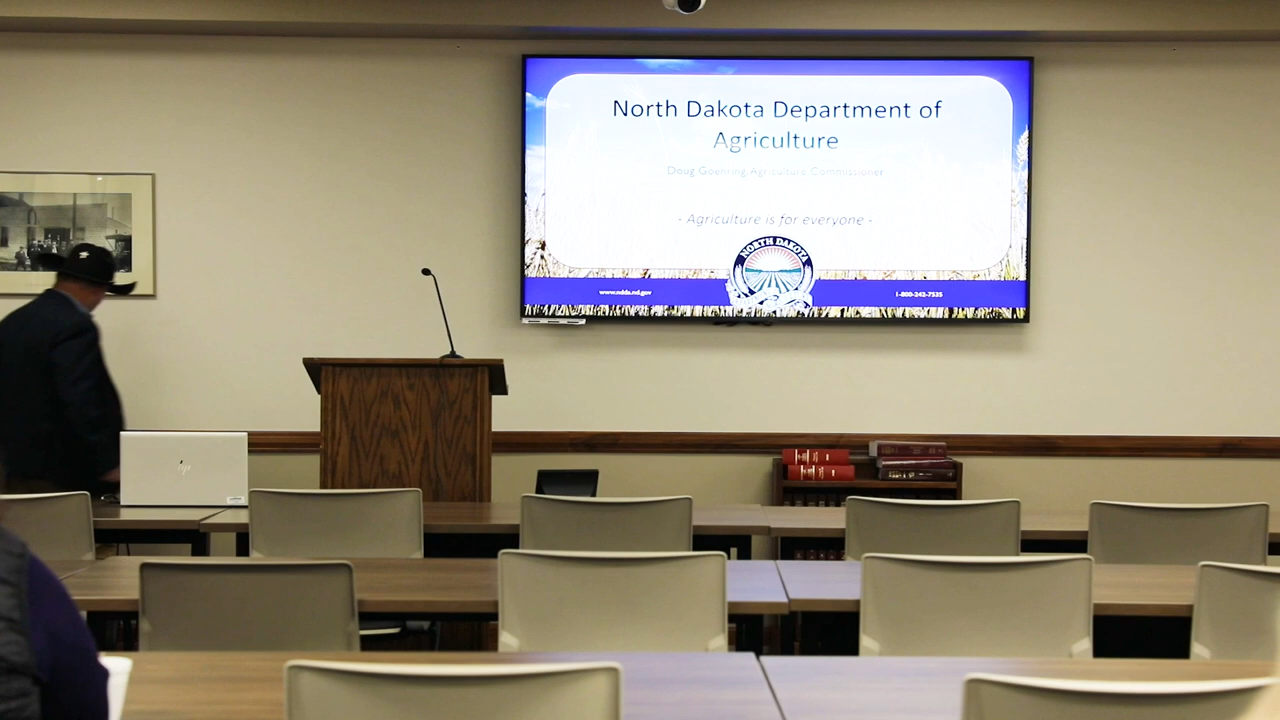 North Dakota Department of
Agriculture
Doug Goehring Agriculture Commissioner
- Agriculture is for everyone -
NORTH DAKOTA
www.ndda.nd.gov
1-800-242-7535
hp